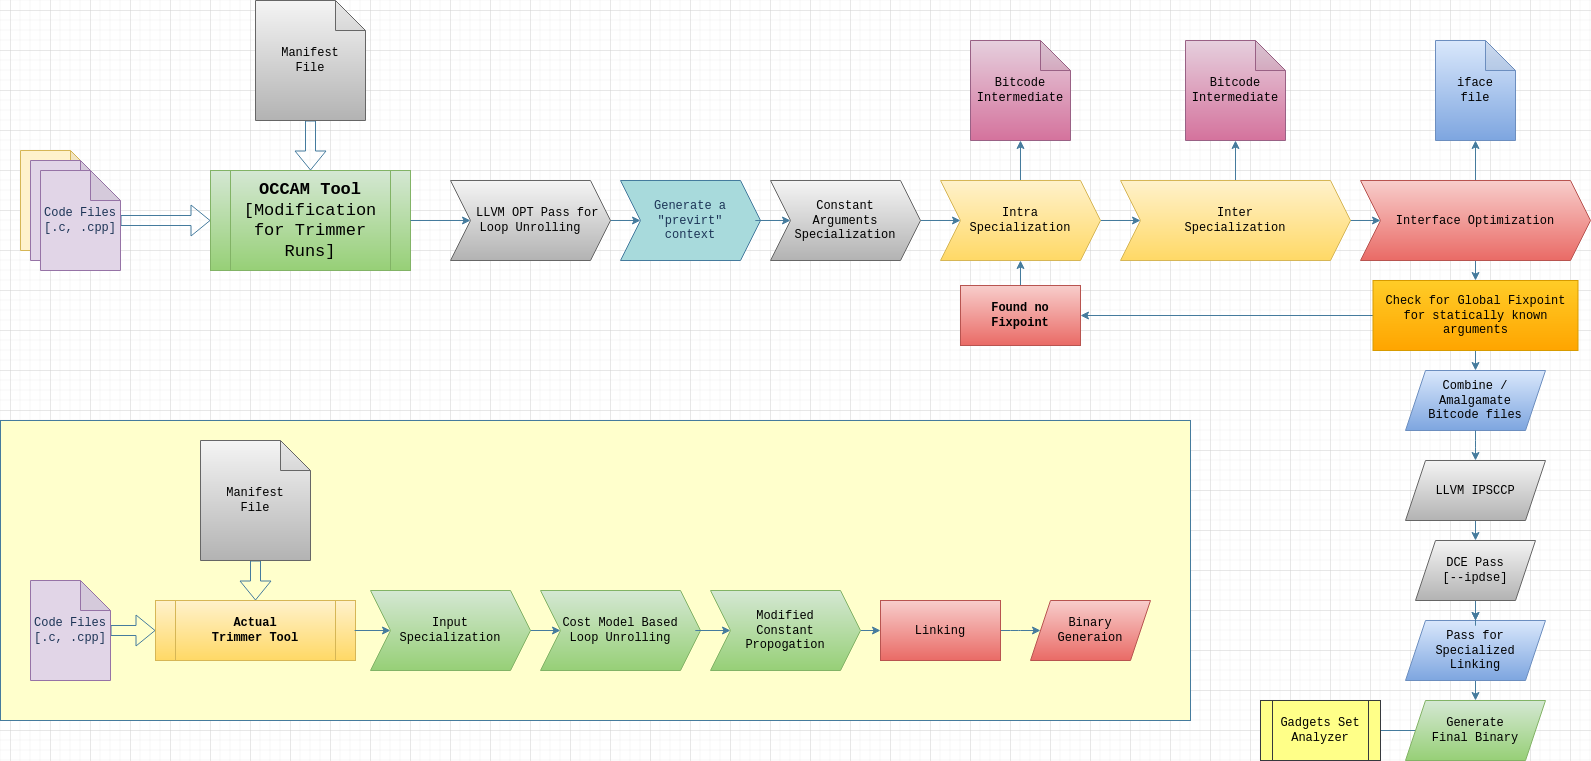 Manifest
File
Code Files
[.c, .cpp]
OCCAM Tool
[Modification
for Trimmer
Runs]
LLVM OPT Pass for
Loop Unrolling
Generate a
"previrt"
context
Constant
Arguments
Specialization
Intra
Specialization
Bitcode
Intermediate
Inter
Specialization
Bitcode
Intermediate
Interface Optimization
iface
file
Found no
Fixpoint
Check for Global Fixpoint
for statically known
arguments
Combine /
Amalgamate
Bitcode files
LLVM IPSCCP
DCE Pass
[--ipdse]
Pass for
Specialized
Linking
Generate
Final Binary
Gadgets Set
Analyzer
Manifest
File
Code Files
[.c, .cpp]
Actual
Trimmer Tool
Input
Specialization
Cost Model Based
Loop Unrolling
Modified
Constant
Propogation
Linking
Binary
Generaion